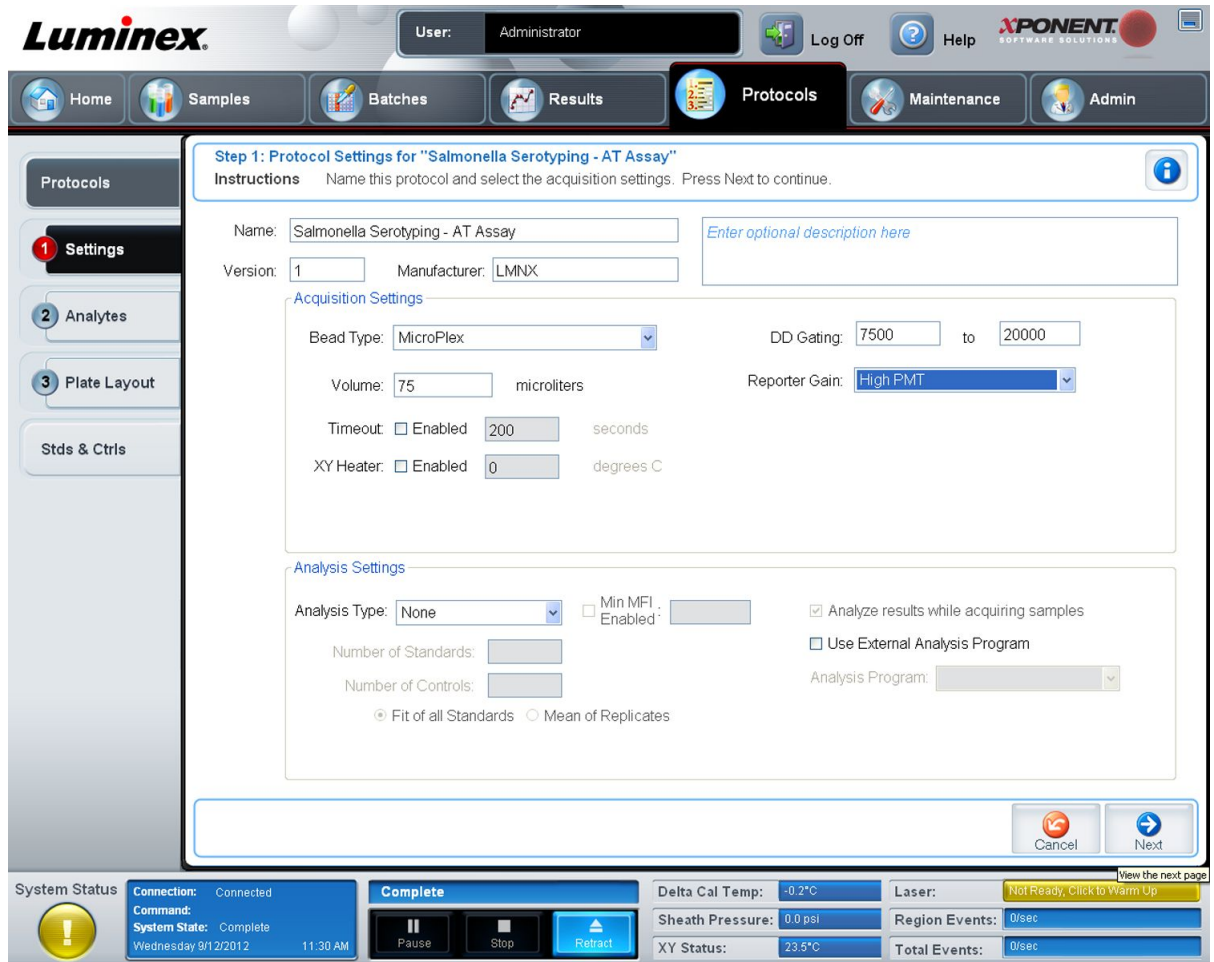 Luminex.
User: Administrator
Log Off
Help
XPONENT.
SOFTWARE SOLUTIONS
Home
Samples
Batches
Results
3.
Protocols
Maintenance
Admin
Protocols
1 Settings
2 Analytes
3 Plate Layout
Stds & Ctrls
Step 1: Protocol Settings for "Salmonella Serotyping - AT Assay"
Instructions Name this protocol and select the acquisition settings. Press Next to continue.
Name: Salmonella Serotyping - AT Assay
Enter optional description here
Version: 1 Manufacturer: LMNX
Acquisition Settings
Bead Type: MicroPlex
DD Gating: 7500 to 20000
Volume: 75 microliters
Reporter Gain: High PMT
Timeout: Enabled 200 seconds
XY Heater: Enabled 0 degrees C
Analysis Settings
Analysis Type: None
Min MFI Enabled :
Analyze results while acquiring samples
Number of Standards:
Use External Analysis Program
Number of Controls:
Analysis Program:
Fit of all Standards Mean of Replicates
Cancel
Next
View the next page
System Status
Connection: Connected
Command:
System State: Complete
Wednesday 9/12/2012 11:30 AM
Complete
Pause
Stop
Retract
Delta Cal Temp: -0.2°C
Sheath Pressure: 0.0 psi
XY Status: 23.5°C
Laser: Not Ready, Click to Warm Up
Region Events: 0/sec
Total Events: 0/sec